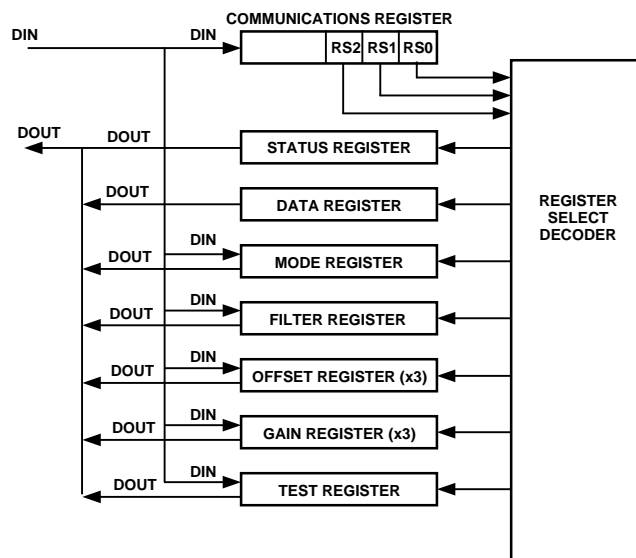 COMMUNICATIONS REGISTER
DIN
DIN
RS2 RS1 RS0
DOUT
DOUT
STATUS REGISTER
DOUT
DATA REGISTER
REGISTER
SELECT
DECODER
DIN
DOUT
MODE REGISTER
DIN
DOUT
FILTER REGISTER
DIN
DOUT
OFFSET REGISTER (x3)
DIN
DOUT
GAIN REGISTER (x3)
DIN
DOUT
TEST REGISTER